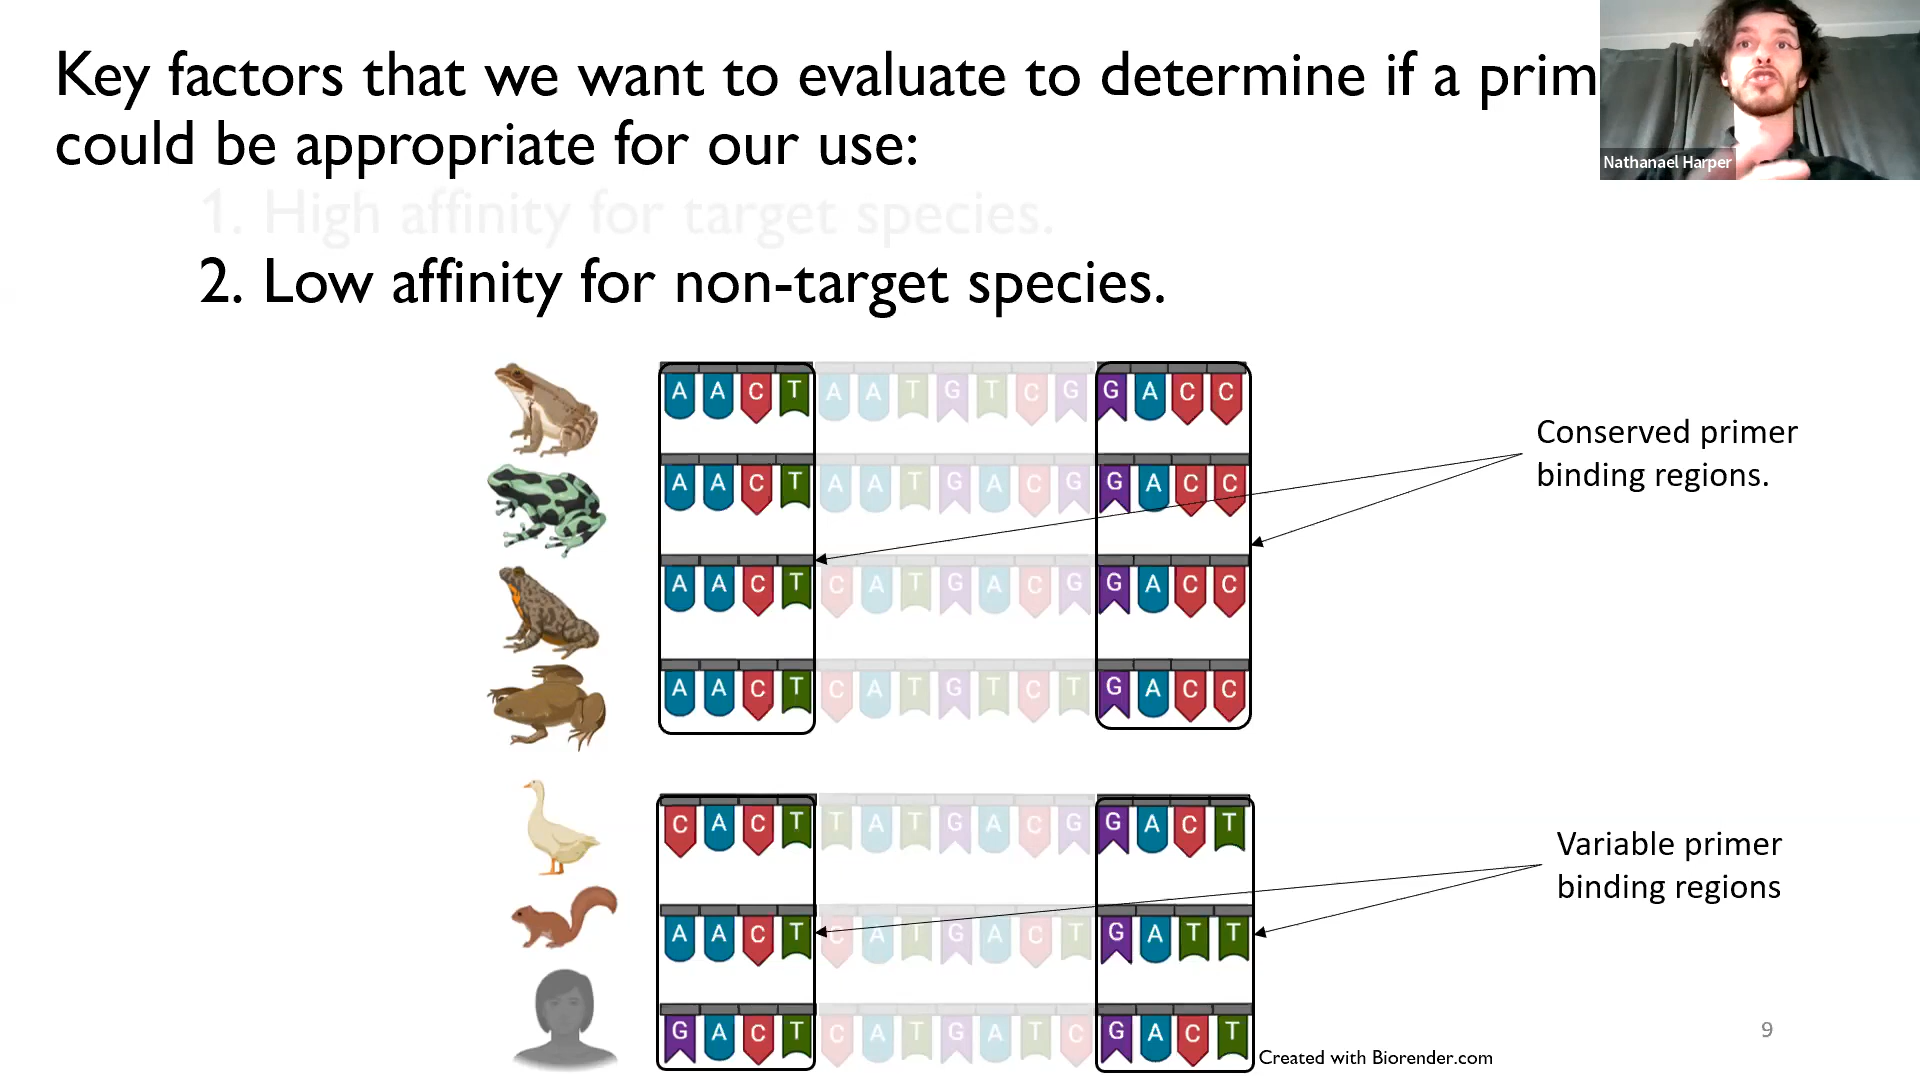 Key factors that we want to evaluate to determine if a prim
could be appropriate for our use:
Nathanael Harper
1. High affinity for target species.
2. Low affinity for non-target species.
A A C T A A T G T C G G A C C
Conserved primer
binding regions.
A A C T A A T G A C G G A C C
A A C T C A T G A C G G A C C
A A C T C A T G T C T G A C C
C A C T T A T G A C G G A C T
Variable primer
binding regions
A A C T C A T G A C T G A T T
G A C T C A T G A T C G A C T
Created with Biorender.com
9